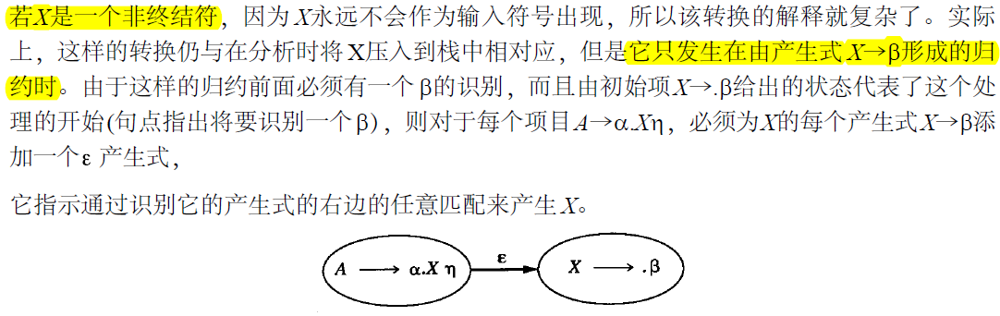 若X是一个非终结符，因为X永远不会作为输入符号出现，所以该转换的解释就复杂了。实际
上，这样的转换仍与在分析时将X压入到栈中相对应，但是它只发生在由产生式X→β形成的归
约时。由于这样的归约前面必须有一个β的识别，而且由初始项X→.β给出的状态代表了这个处
理的开始(句点指出将要识别一个β)，则对于每个项目A→α.Xη，必须为X的每个产生式X→β添
加一个ε 产生式，
它指示通过识别它的产生式的右边的任意匹配来产生X。
A ⟶ α.X η ε X ⟶ .β